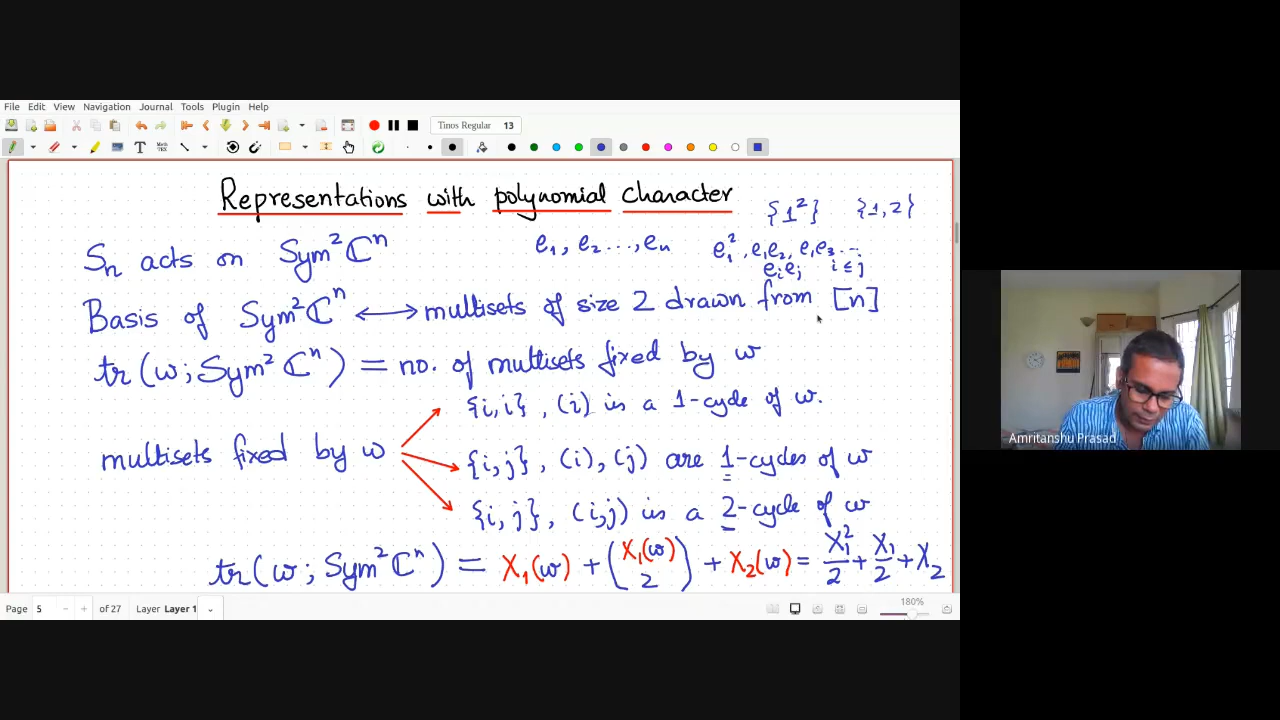 File Edit View Navigation Journal Tools Plugin Help
Tinos Regular 13
Representations with polynomial character
{1²} {1,2}
Sₙ acts on Sym²ℂⁿ
e₁, e₂ ..., eₙ
e₁², e₁e₂, e₁e₃ ...
eᵢeⱼ i ≤ j
Basis of Sym²ℂⁿ ⟷ multisets of size 2 drawn from [n]
tr(w; Sym²ℂⁿ) = no. of multisets fixed by w
{i,i}, (i) is a 1-cycle of w.
multisets fixed by w
{i,j}, (i), (j) are 1-cycles of w
{i,j}, (i,j) is a 2-cycle of w
tr(w; Sym²ℂⁿ) = X₁(w) + (X₁(w) 2) + X₂(w) = X₁²/2 + X₁/2 + X₂
Amritanshu Prasad
Page 5 of 27 Layer Layer 1 180%